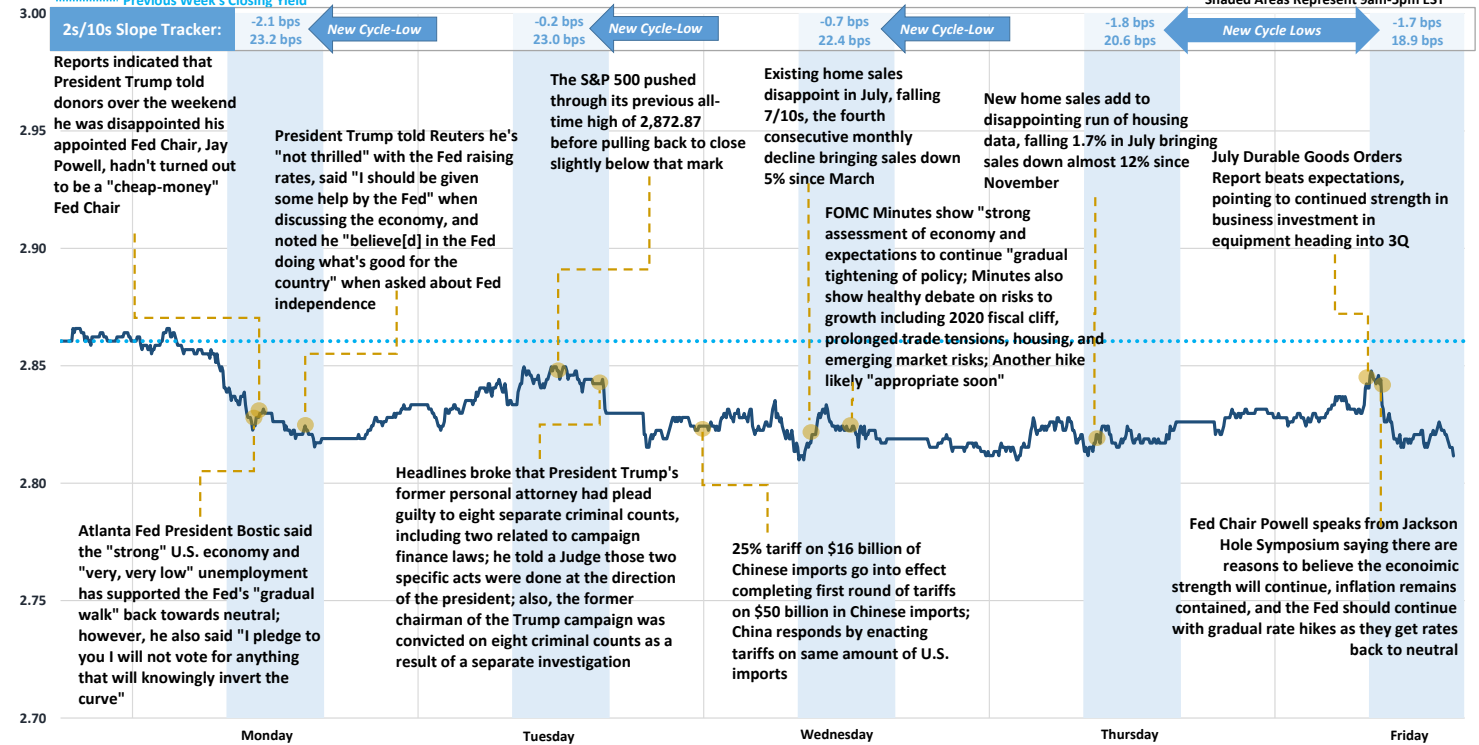 Previous Week's Closing Yield
Shaded Areas Represent 9am-5pm EST
3.00
2s/10s Slope Tracker:
-2.1 bps
23.2 bps
New Cycle-Low
-0.2 bps
23.0 bps
New Cycle-Low
-0.7 bps
22.4 bps
New Cycle-Low
-1.8 bps
20.6 bps
New Cycle Lows
-1.7 bps
18.9 bps
Reports indicated that
President Trump told
donors over the weekend
he was disappointed his
appointed Fed Chair, Jay
Powell, hadn't turned out
to be a "cheap-money"
Fed Chair
President Trump told Reuters he's
"not thrilled" with the Fed raising
rates, said "I should be given
some help by the Fed" when
discussing the economy, and
noted he "believe[d] in the Fed
doing what's good for the
country" when asked about Fed
independence
The S&P 500 pushed
through its previous all-
time high of 2,872.87
before pulling back to close
slightly below that mark
Existing home sales
disappoint in July, falling
7/10s, the fourth
consecutive monthly
decline bringing sales down
5% since March
FOMC Minutes show "strong
assessment of economy and
expectations to continue "gradual
tightening of policy; Minutes also
show healthy debate on risks to
growth including 2020 fiscal cliff,
prolonged trade tensions, housing, and
emerging market risks; Another hike
likely "appropriate soon"
New home sales add to
disappointing run of housing
data, falling 1.7% in July bringing
sales down almost 12% since
November
July Durable Goods Orders
Report beats expectations,
pointing to continued strength in
business investment in
equipment heading into 3Q
2.95
2.90
2.85
2.80
2.75
2.70
Atlanta Fed President Bostic said
the "strong" U.S. economy and
"very, very low" unemployment
has supported the Fed's "gradual
walk" back towards neutral;
however, he also said "I pledge to
you I will not vote for anything
that will knowingly invert the
curve"
Headlines broke that President Trump's
former personal attorney had plead
guilty to eight separate criminal counts,
including two related to campaign
finance laws; he told a Judge those two
specific acts were done at the direction
of the president; also, the former
chairman of the Trump campaign was
convicted on eight criminal counts as a
result of a separate investigation
25% tariff on $16 billion of
Chinese imports go into effect
completing first round of tariffs
on $50 billion in Chinese imports;
China responds by enacting
tariffs on same amount of U.S.
imports
Fed Chair Powell speaks from Jackson
Hole Symposium saying there are
reasons to believe the econoimic
strength will continue, inflation remains
contained, and the Fed should continue
with gradual rate hikes as they get rates
back to neutral
Monday
Tuesday
Wednesday
Thursday
Friday